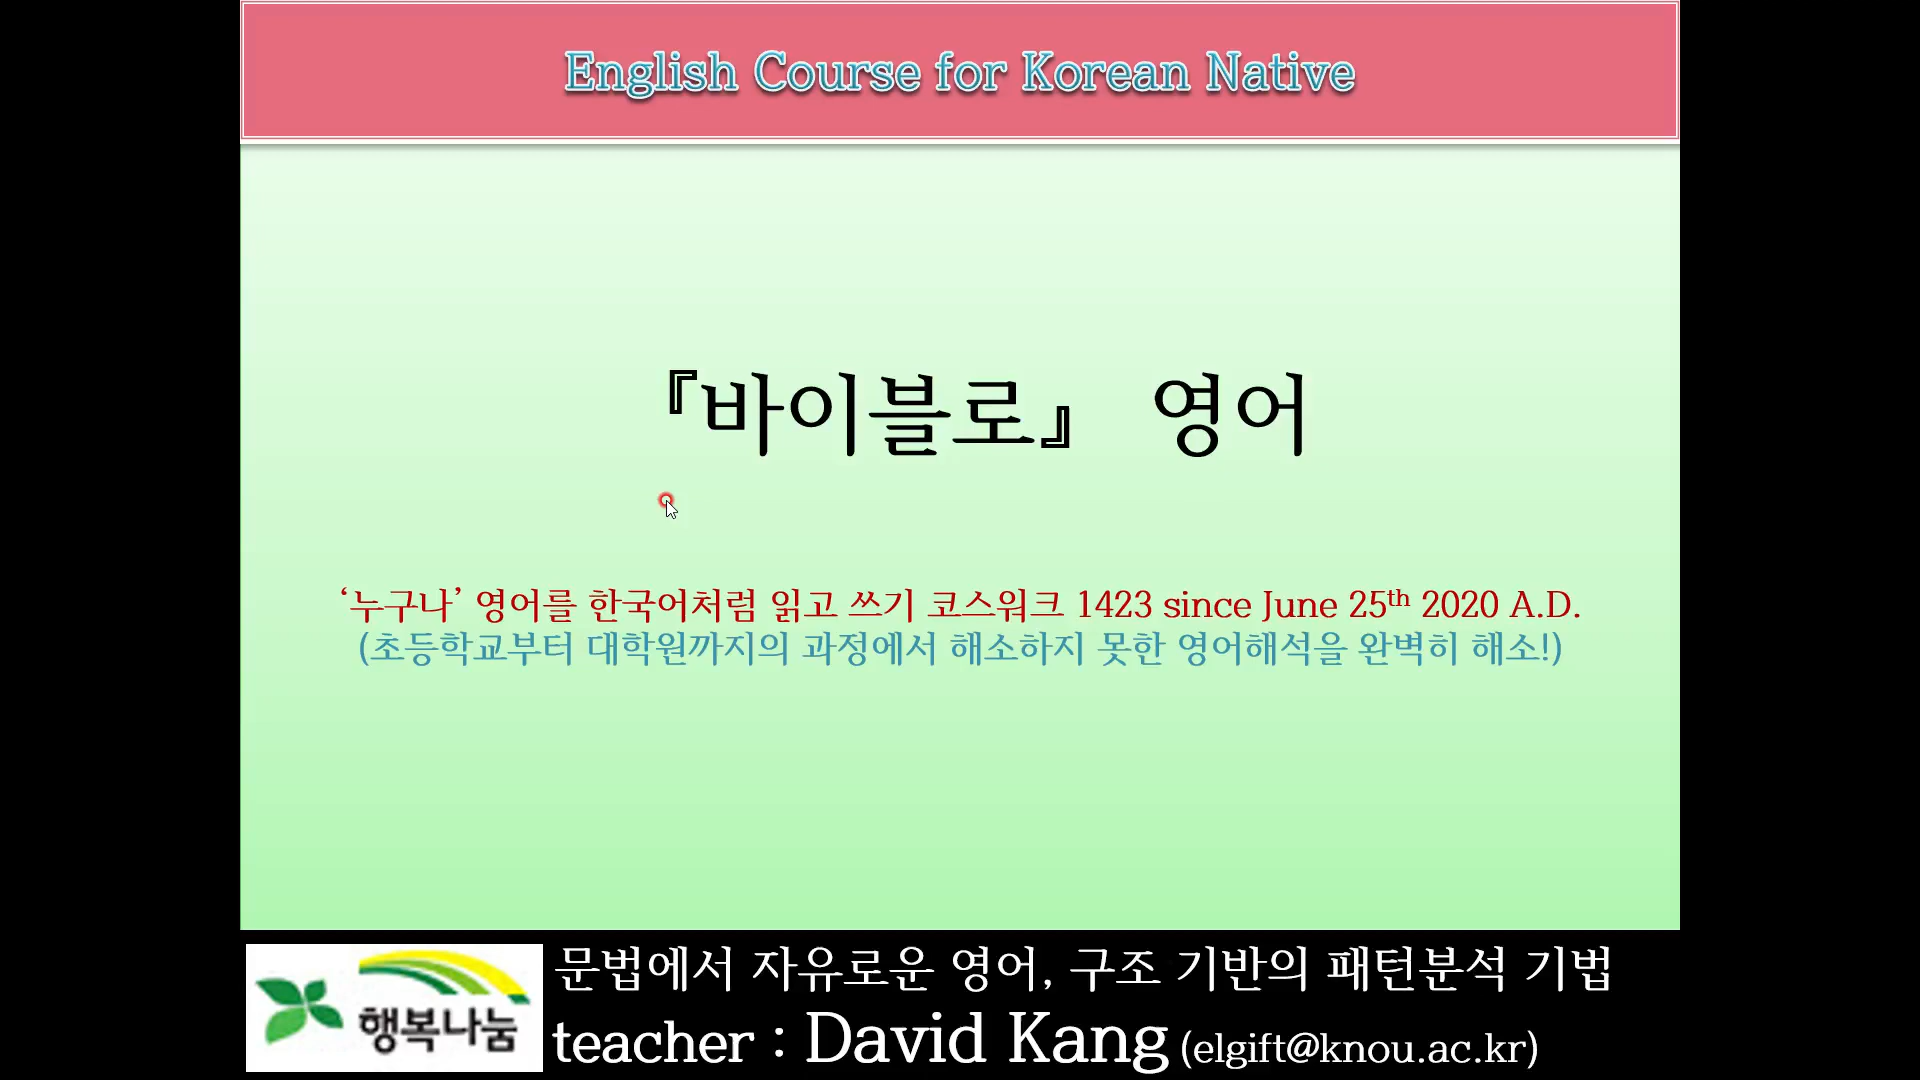 English Course for Korean Native
『바이블로』 영어
‘누구나’ 영어를 한국어처럼 읽고 쓰기 코스워크 1423 since June 25th 2020 A.D.
(초등학교부터 대학원까지의 과정에서 해소하지 못한 영어해석을 완벽히 해소!)
행복나눔
문법에서 자유로운 영어, 구조 기반의 패턴분석 기법
teacher : David Kang (elgift@knou.ac.kr)